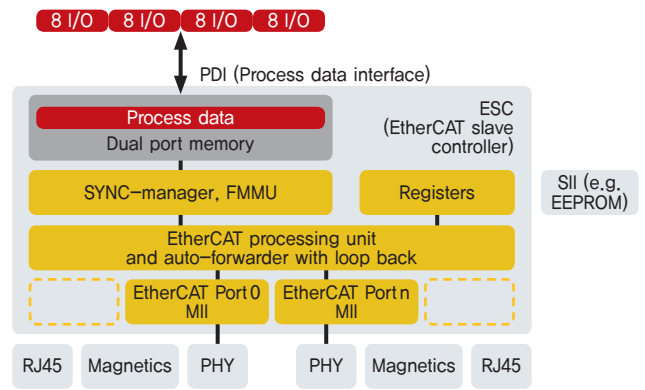 8 I/O 8 I/O 8 I/O 8 I/O
PDI (Process data interface)
ESC
(EtherCAT slave
controller)
Process data
Dual port memory
SYNC-manager, FMMU
Registers
SII (e.g.
EEPROM)
EtherCAT processing unit
and auto-forwarder with loop back
EtherCAT Port 0
MII
EtherCAT Port n
MII
RJ45 Magnetics PHY PHY Magnetics RJ45